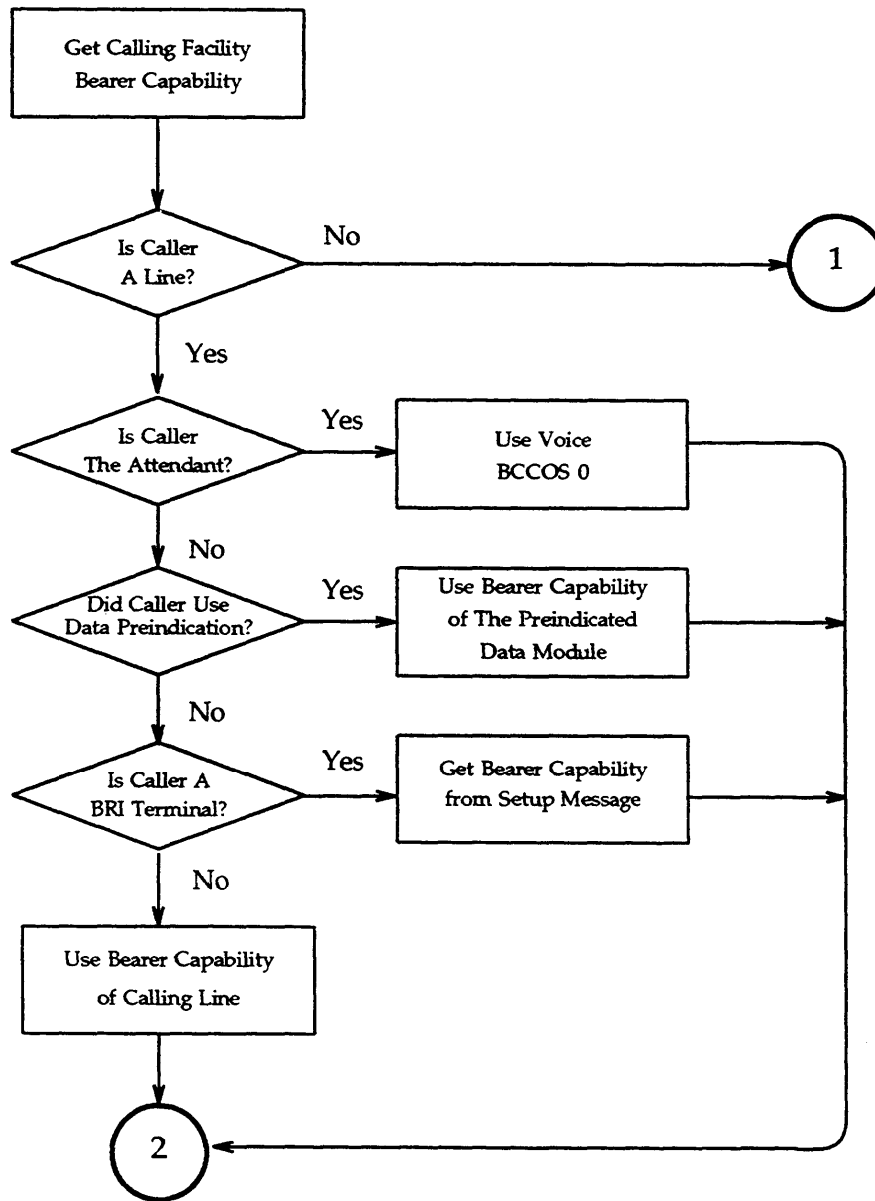 Get Calling Facility
Bearer Capability
Is Caller
A Line?
No
1
Yes
Is Caller
The Attendant?
Yes
Use Voice
BCCOS 0
No
Did Caller Use
Data Preindication?
Yes
Use Bearer Capability
of The Preindicated
Data Module
No
Is Caller A
BRI Terminal?
Yes
Get Bearer Capability
from Setup Message
No
Use Bearer Capability
of Calling Line
2